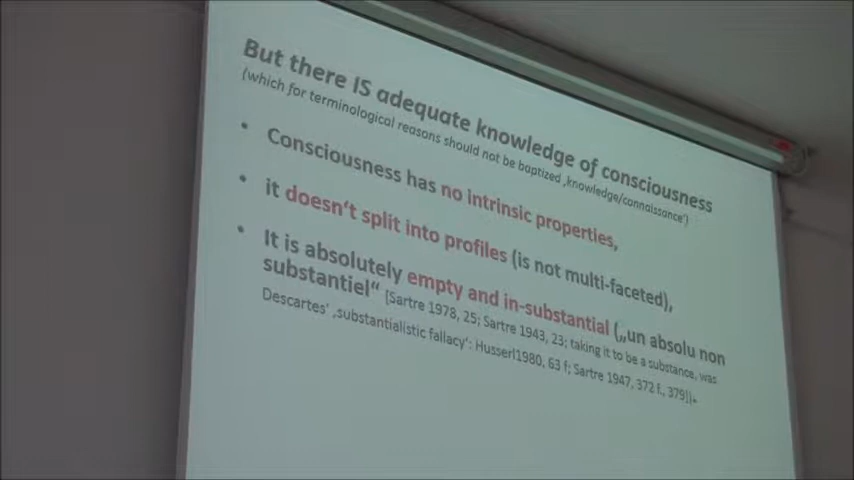 But there IS adequate knowledge of consciousness
(which for terminological reasons should not be baptized ‚knowledge/connaissance')
• Consciousness has no intrinsic properties,
• it doesn't split into profiles (is not multi-faceted),
• It is absolutely empty and in-substantial („un absolu non
substantiel“ [Sartre 1978, 25; Sartre 1943, 23; taking it to be a substance, was
Descartes' ‚substantialistic fallacy': Husserl1980, 63 f; Sartre 1947, 372 f., 379]).